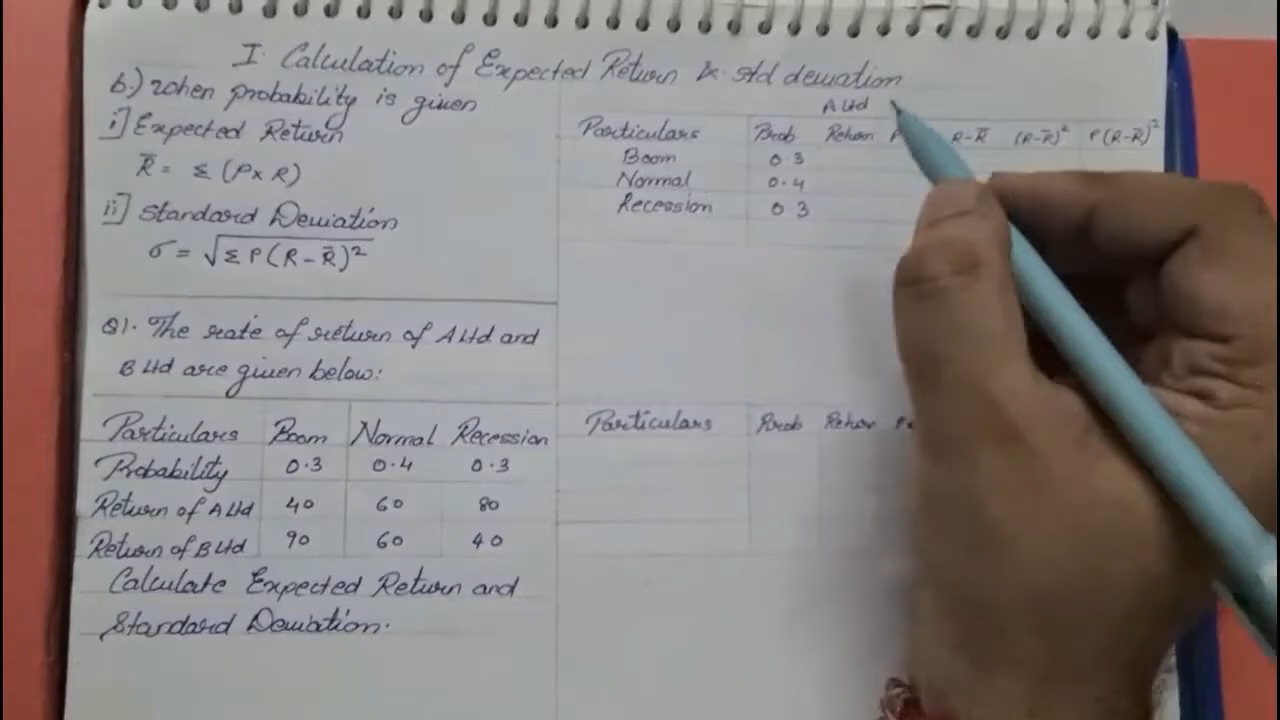 I. Calculation of Expected Return & std deviation
b.) When probability is given
i] Expected Return
R̄ = Σ (P×R)
ii] Standard Deviation
σ = √Σ P(R-R̄)²
Q1. The rate of return of A Ltd and
B Ltd are given below:
Particulars Boom Normal Recession
Probability 0.3 0.4 0.3
Return of A Ltd 40 60 80
Return of B Ltd 90 60 40
Calculate Expected Return and
Standard Deviation.
A Ltd
Particulars Prob Return P R-R̄ (R-R̄)² P(R-R̄)²
Boom 0.3
Normal 0.4
Recession 0.3
Particulars Prob Return Px